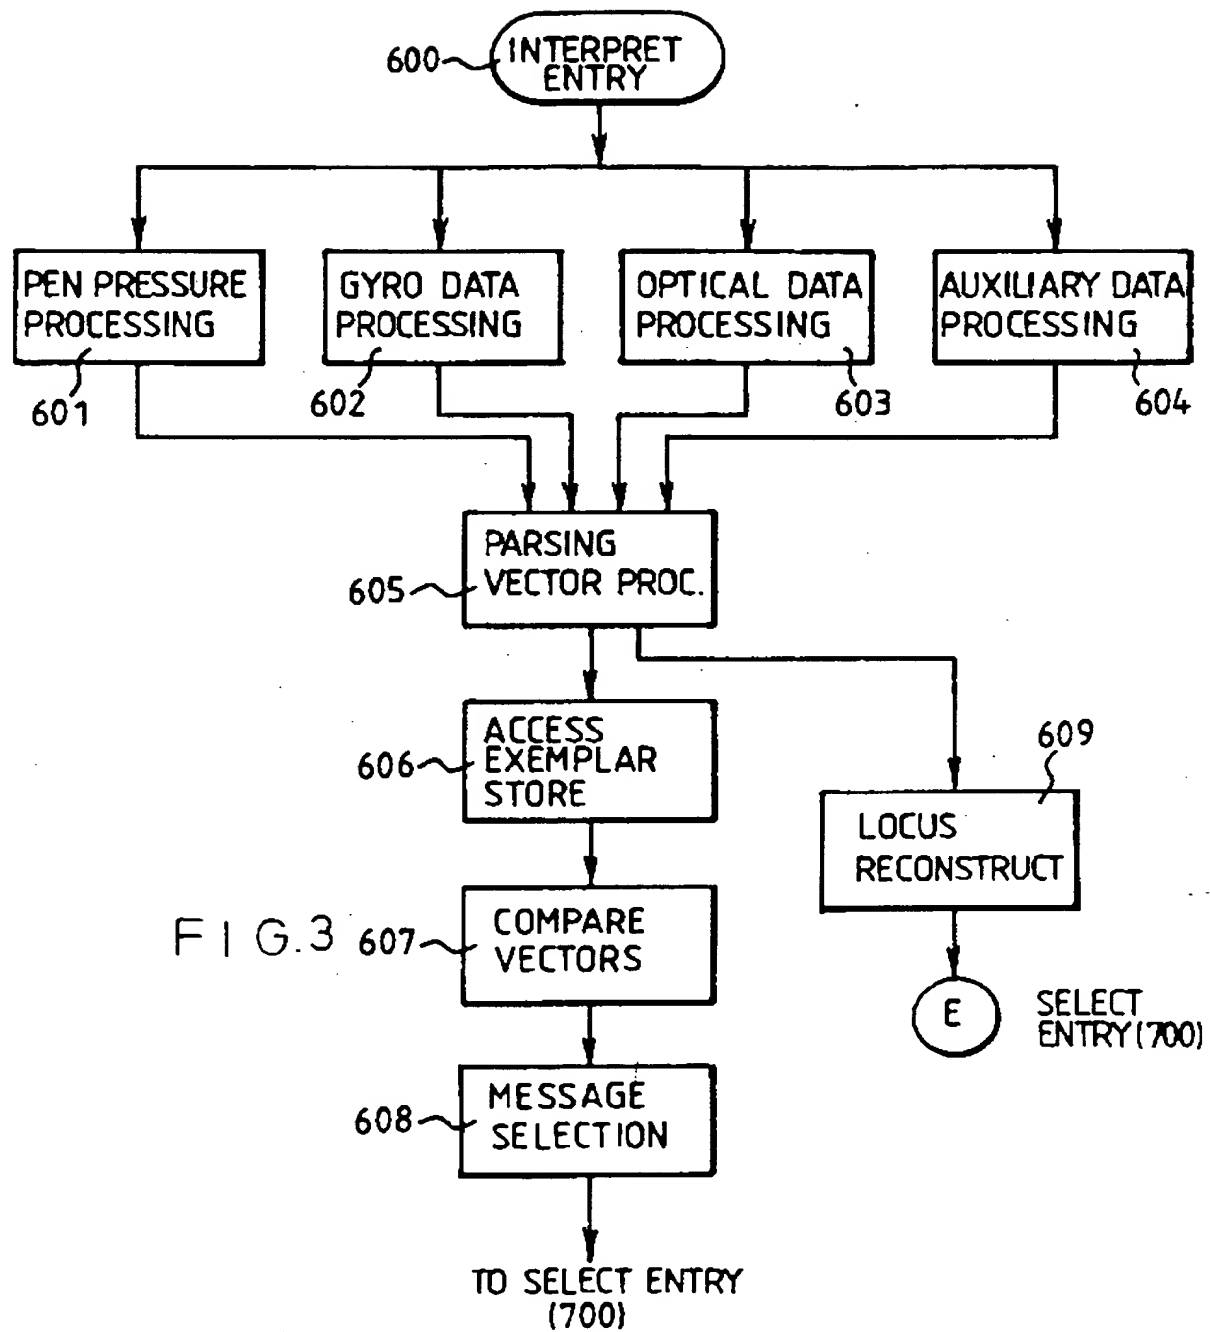 600
INTERPRET
ENTRY
PEN PRESSURE
PROCESSING
601
GYRO DATA
PROCESSING
602
OPTICAL DATA
PROCESSING
603
AUXILIARY DATA
PROCESSING
604
PARSING
VECTOR PROC.
605
ACCESS
EXEMPLAR
STORE
606
609
LOCUS
RECONSTRUCT
FIG.3
607
COMPARE
VECTORS
E
SELECT
ENTRY(700)
608
MESSAGE
SELECTION
TO SELECT ENTRY
(700)